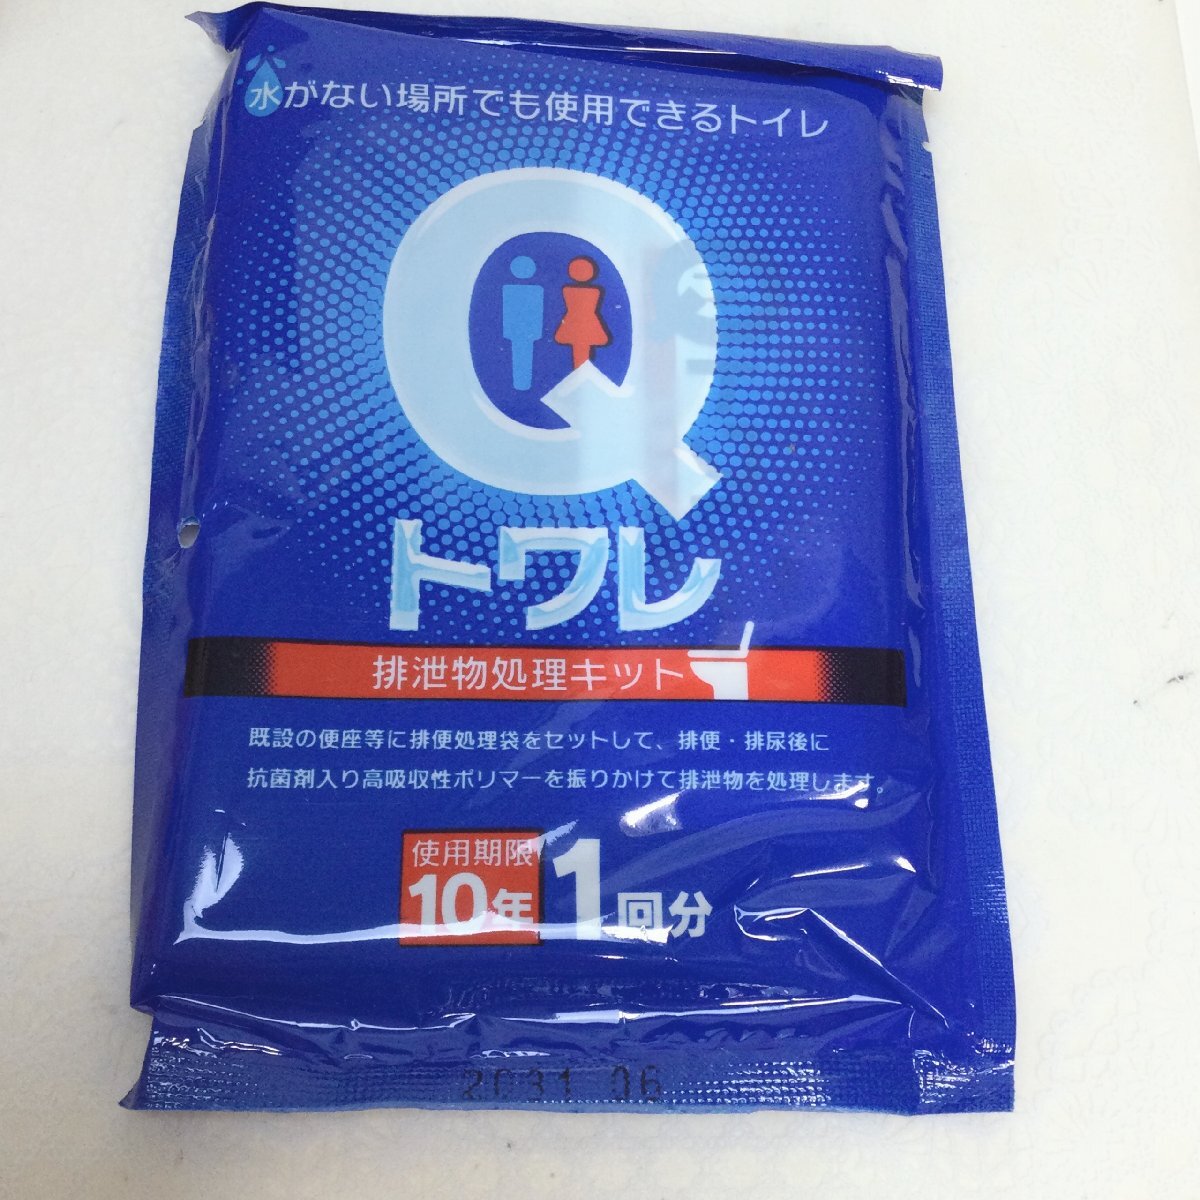 水がない場所でも使用できるトイレ
Q
トワレ
排泄物処理キット
既設の便座等に排便処理袋をセットして、排便・排尿後に
抗菌剤入り高吸収性ポリマーを振りかけて排泄物を処理します。
使用期限
10年
1回分
2031 06